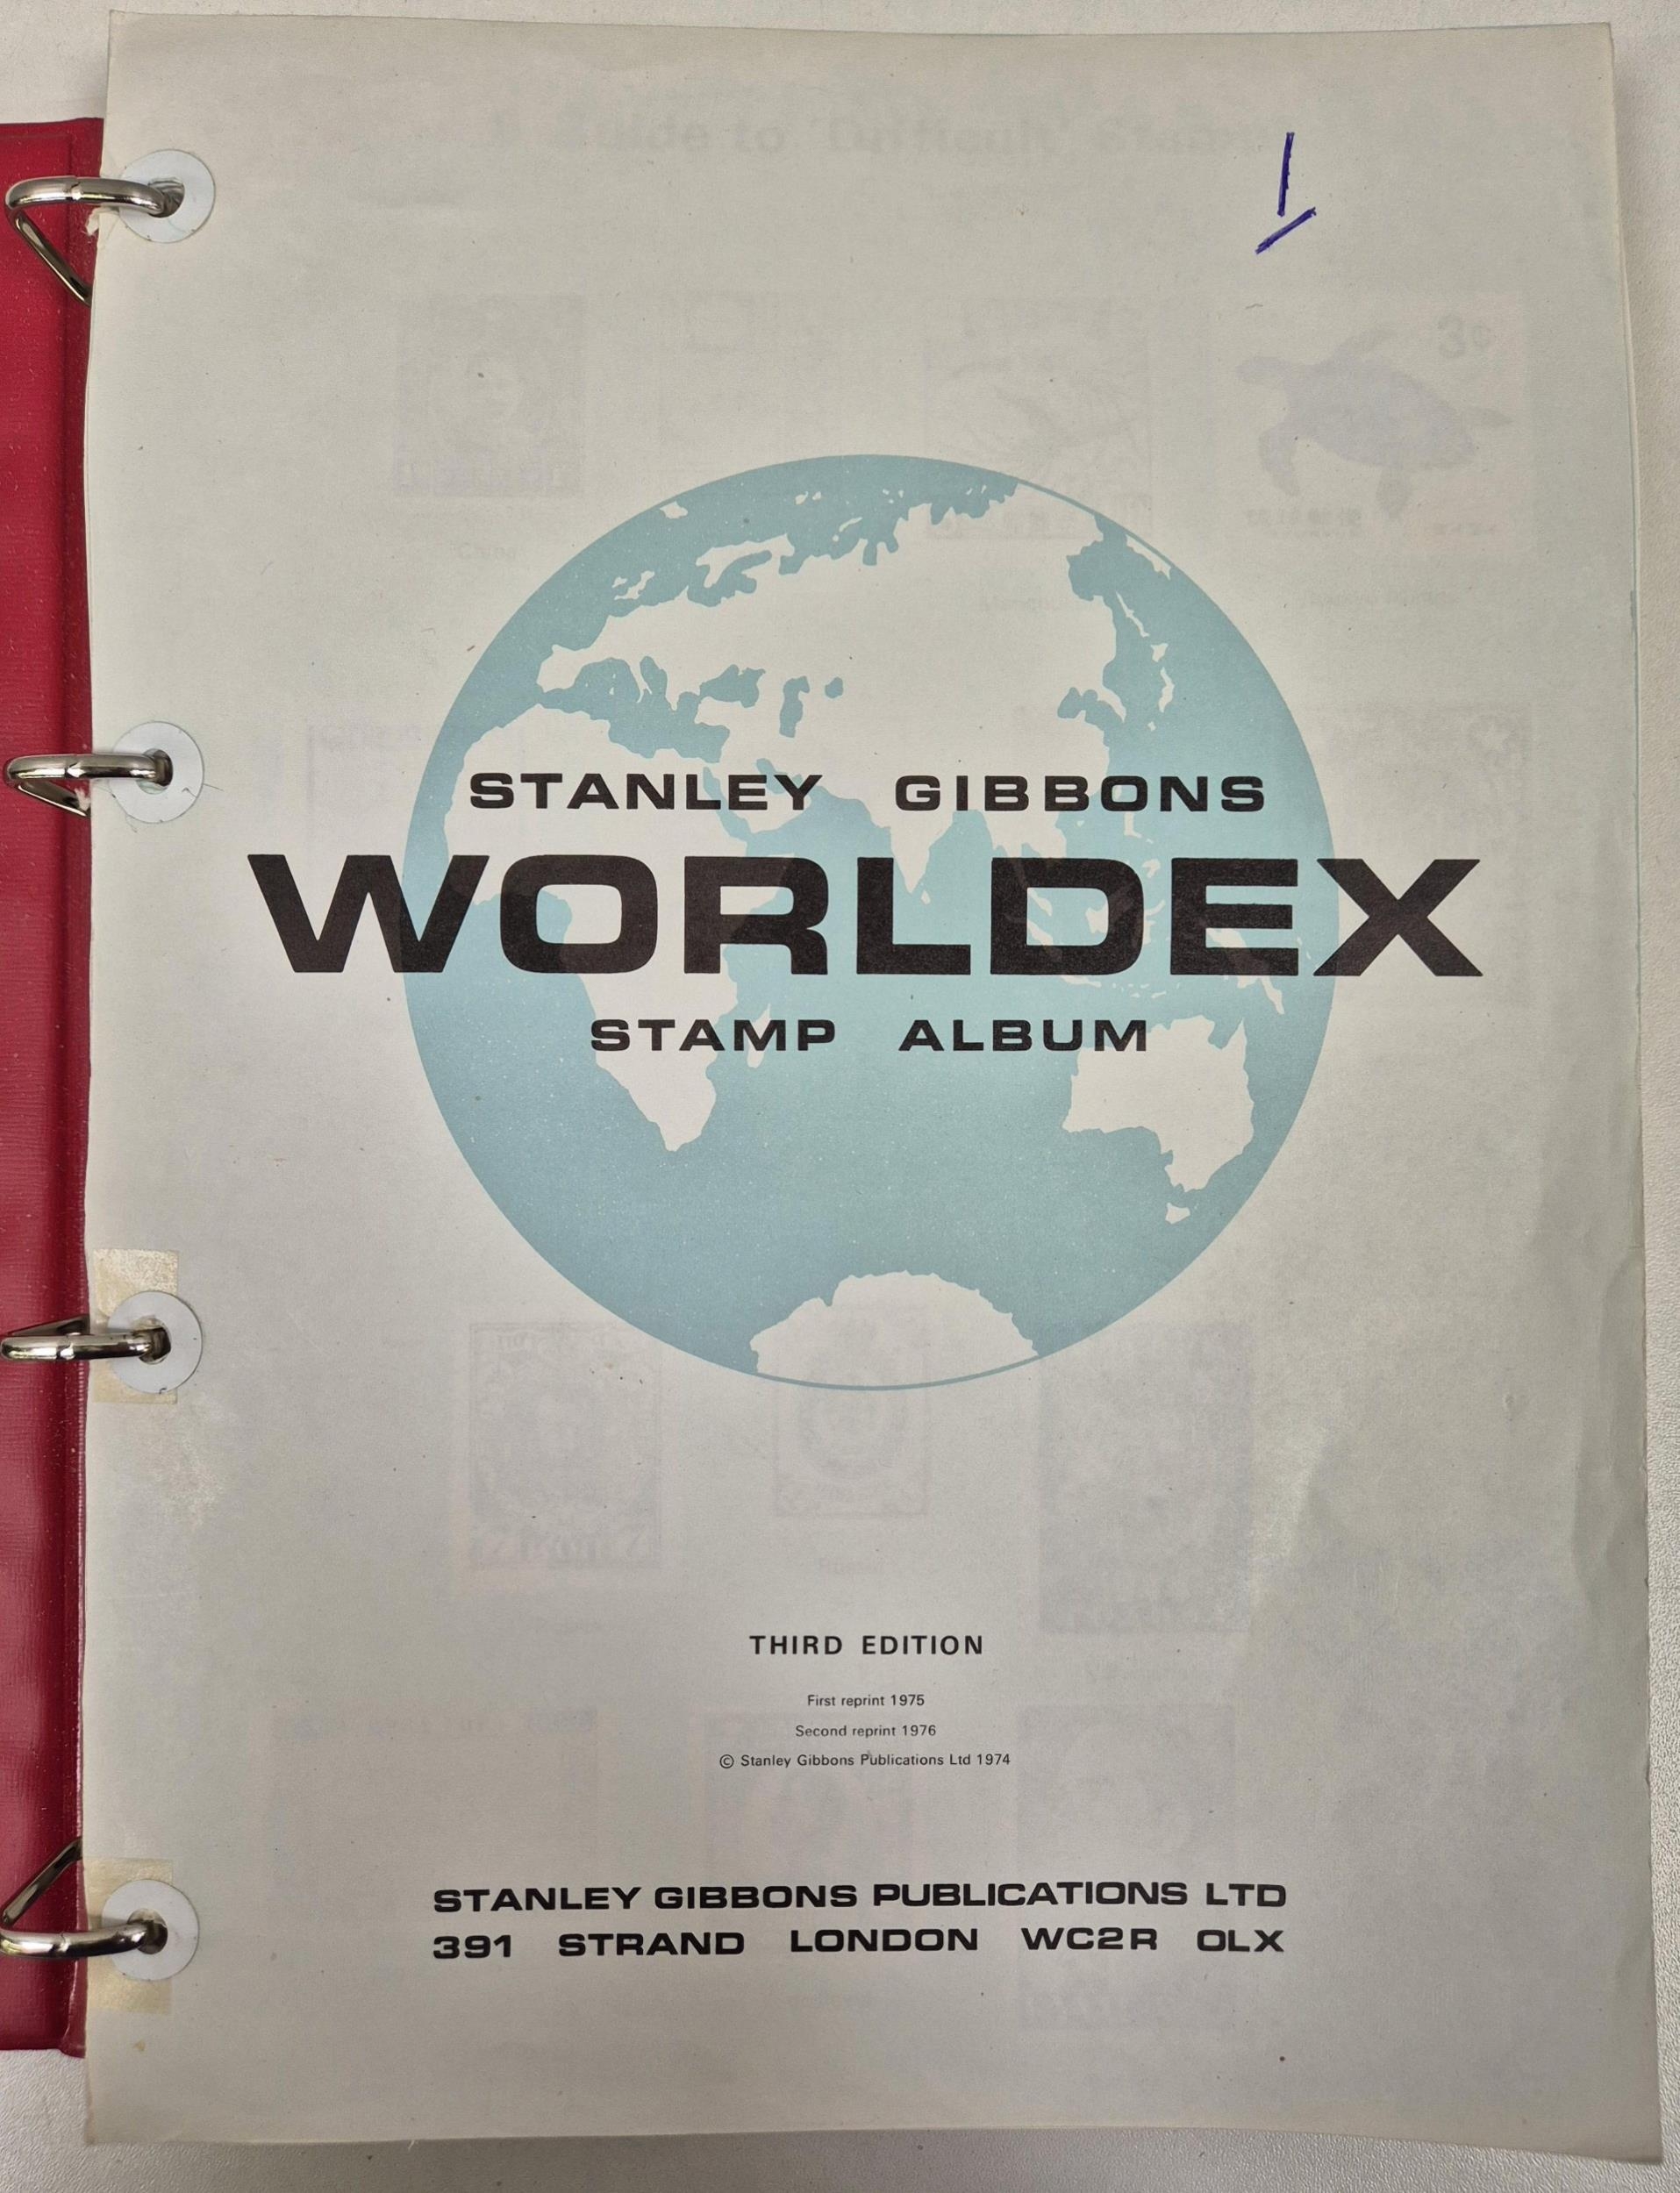 1
STANLEY GIBBONS
WORLDEX
STAMP ALBUM
THIRD EDITION
First reprint 1975
Second reprint 1976
© Stanley Gibbons Publications Ltd 1974
STANLEY GIBBONS PUBLICATIONS LTD
391 STRAND LONDON WC2R OLX